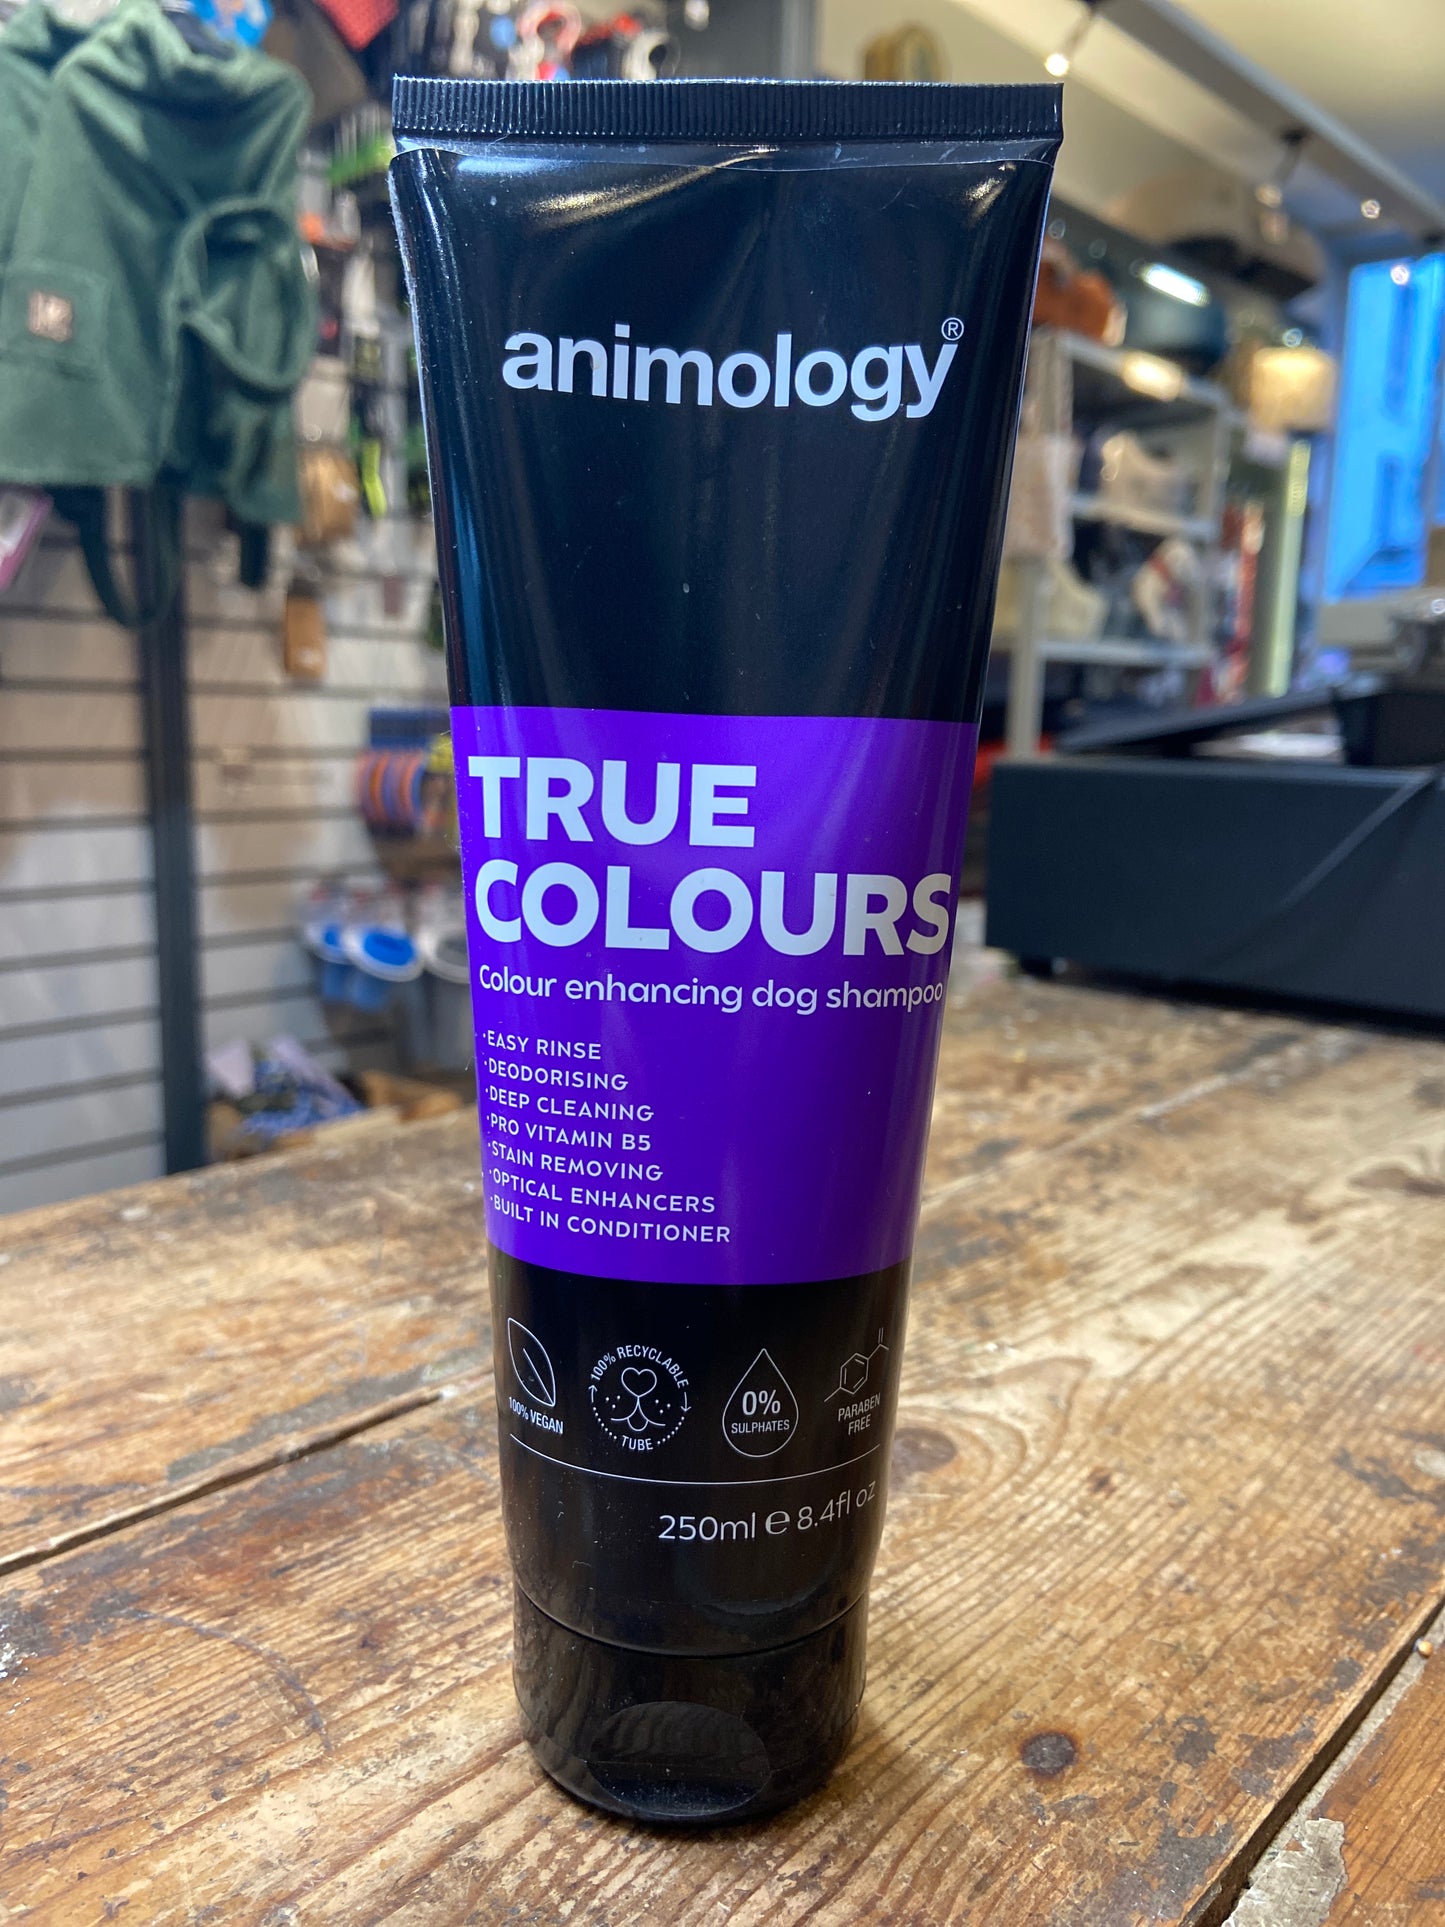 animology®
TRUE
COLOURS
Colour enhancing dog shampoo
•EASY RINSE
•DEODORISING
•DEEP CLEANING
•PRO VITAMIN B5
•STAIN REMOVING
•OPTICAL ENHANCERS
•BUILT IN CONDITIONER
100% VEGAN
100% RECYCLABLE
TUBE
0%
SULPHATES
PARABEN
FREE
250ml e 8.4fl oz